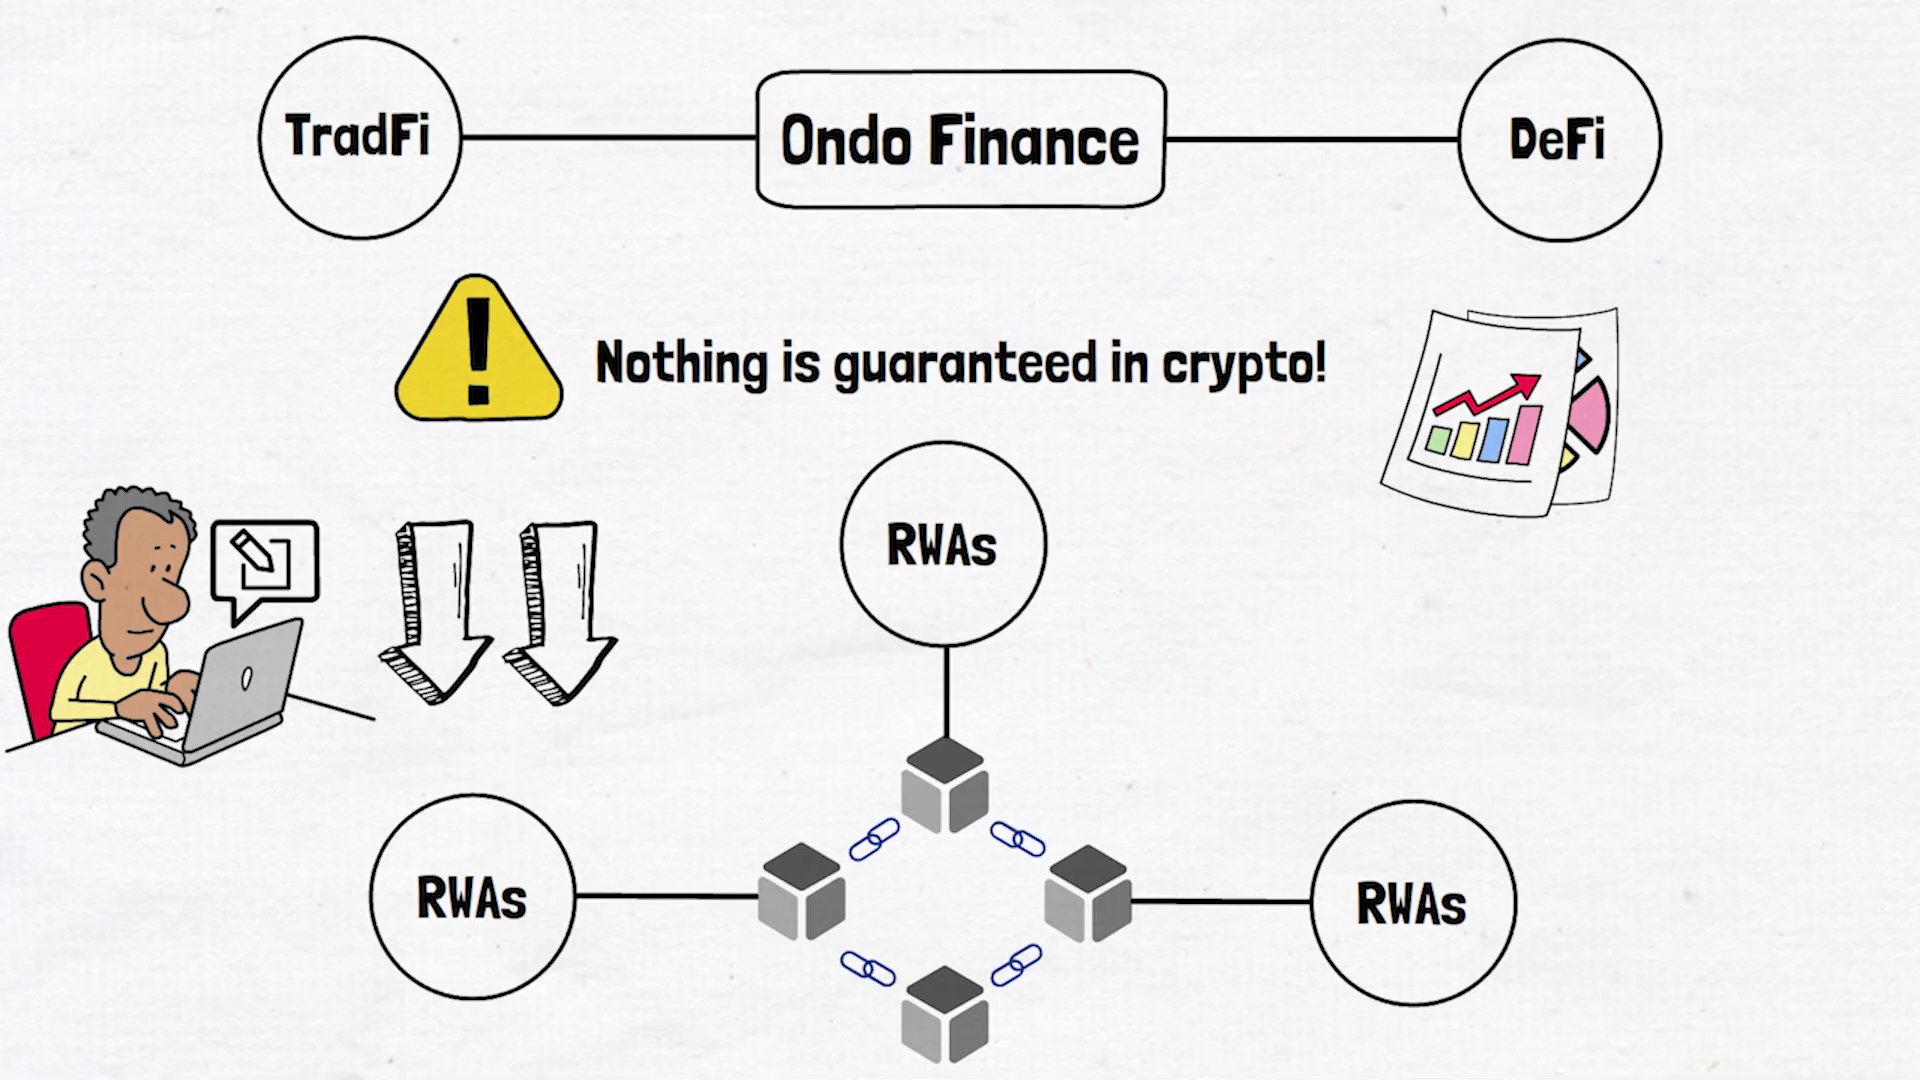 TradFi
Ondo Finance
DeFi
Nothing is guaranteed in crypto!
RWAs
RWAs
RWAs